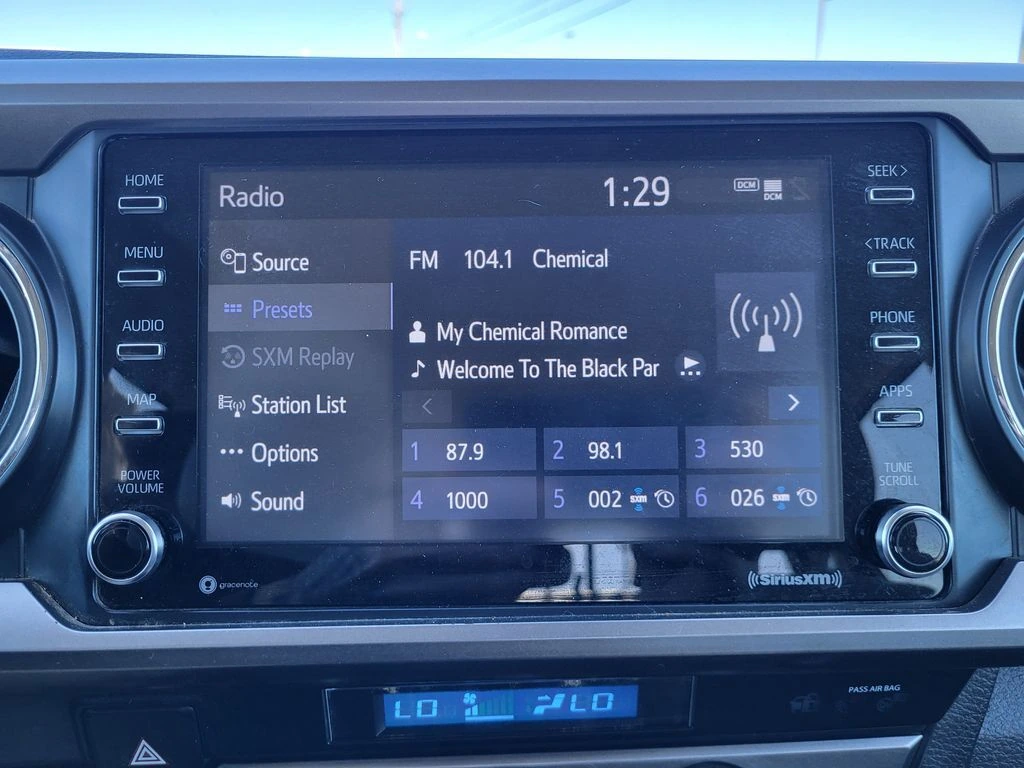 HOME
MENU
AUDIO
MAP
POWER
VOLUME
Radio
1:29
DCM
DCM
Source
Presets
SXM Replay
Station List
Options
Sound
FM 104.1 Chemical
My Chemical Romance
Welcome To The Black Par
1 87.9
2 98.1
3 530
4 1000
5 002 sxm
6 026 sxm
SEEK >
< TRACK
PHONE
APPS
TUNE
SCROLL
gracenote
((SiriusXM))
LO
LO
PASS AIR BAG